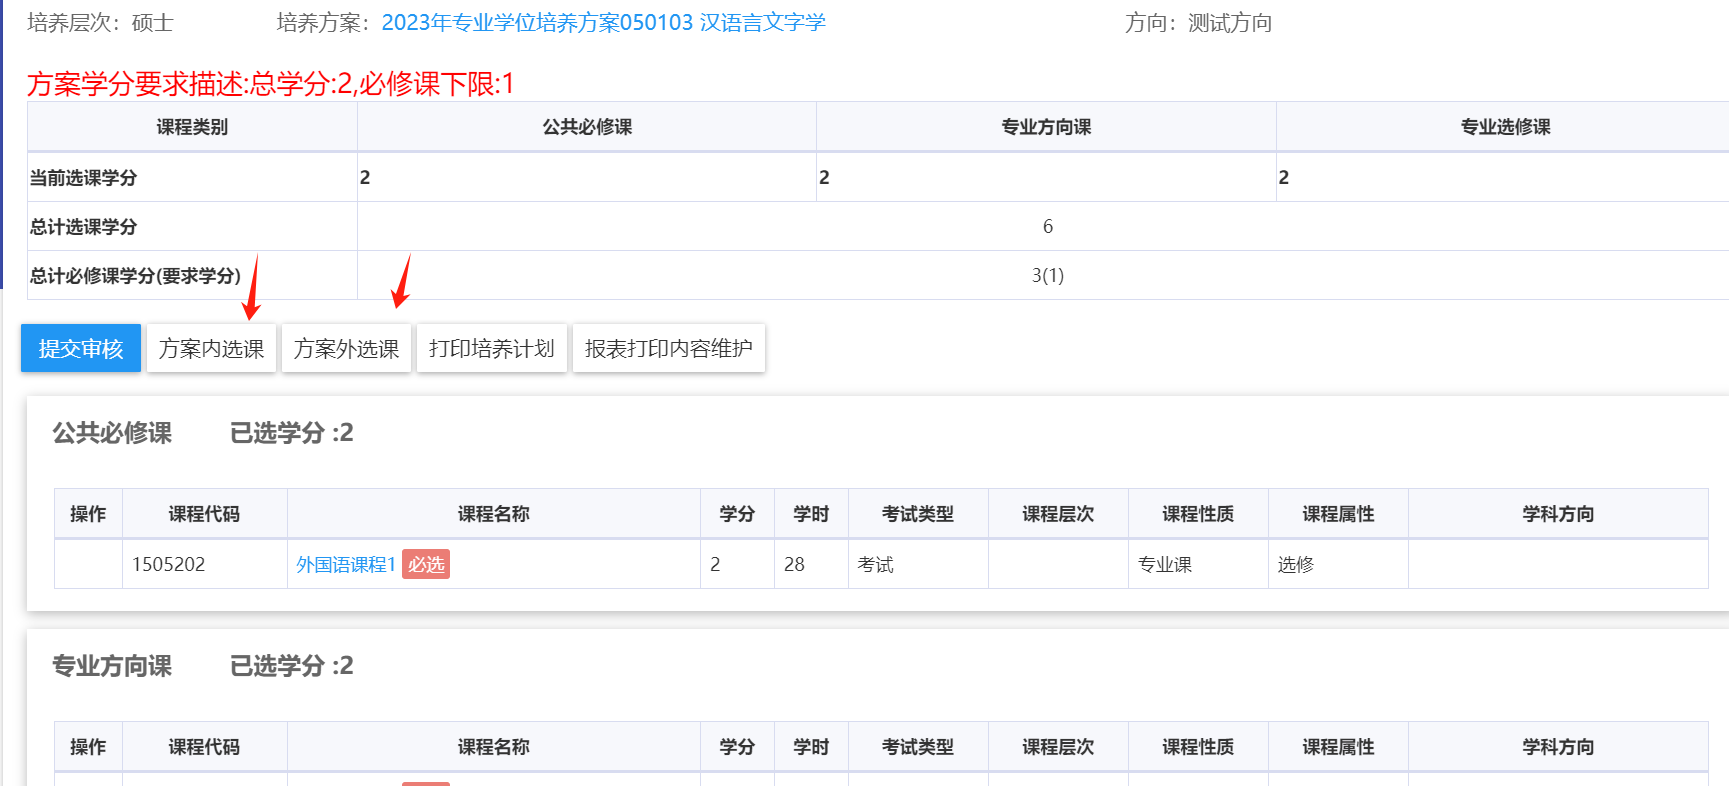 培养层次：硕士 培养方案：2023年专业学位培养方案050103 汉语言文字学 方向：测试方向
方案学分要求描述:总学分:2,必修课下限:1
课程类别 公共必修课 专业方向课 专业选修课
当前选课学分 2 2 2
总计选课学分 6
总计必修课学分(要求学分) 3(1)
提交审核 方案内选课 方案外选课 打印培养计划 报表打印内容维护
公共必修课 已选学分 :2
操作 课程代码 课程名称 学分 学时 考试类型 课程层次 课程性质 课程属性 学科方向
1505202 外国语课程1 必选 2 28 考试 专业课 选修
专业方向课 已选学分 :2
操作 课程代码 课程名称 学分 学时 考试类型 课程层次 课程性质 课程属性 学科方向